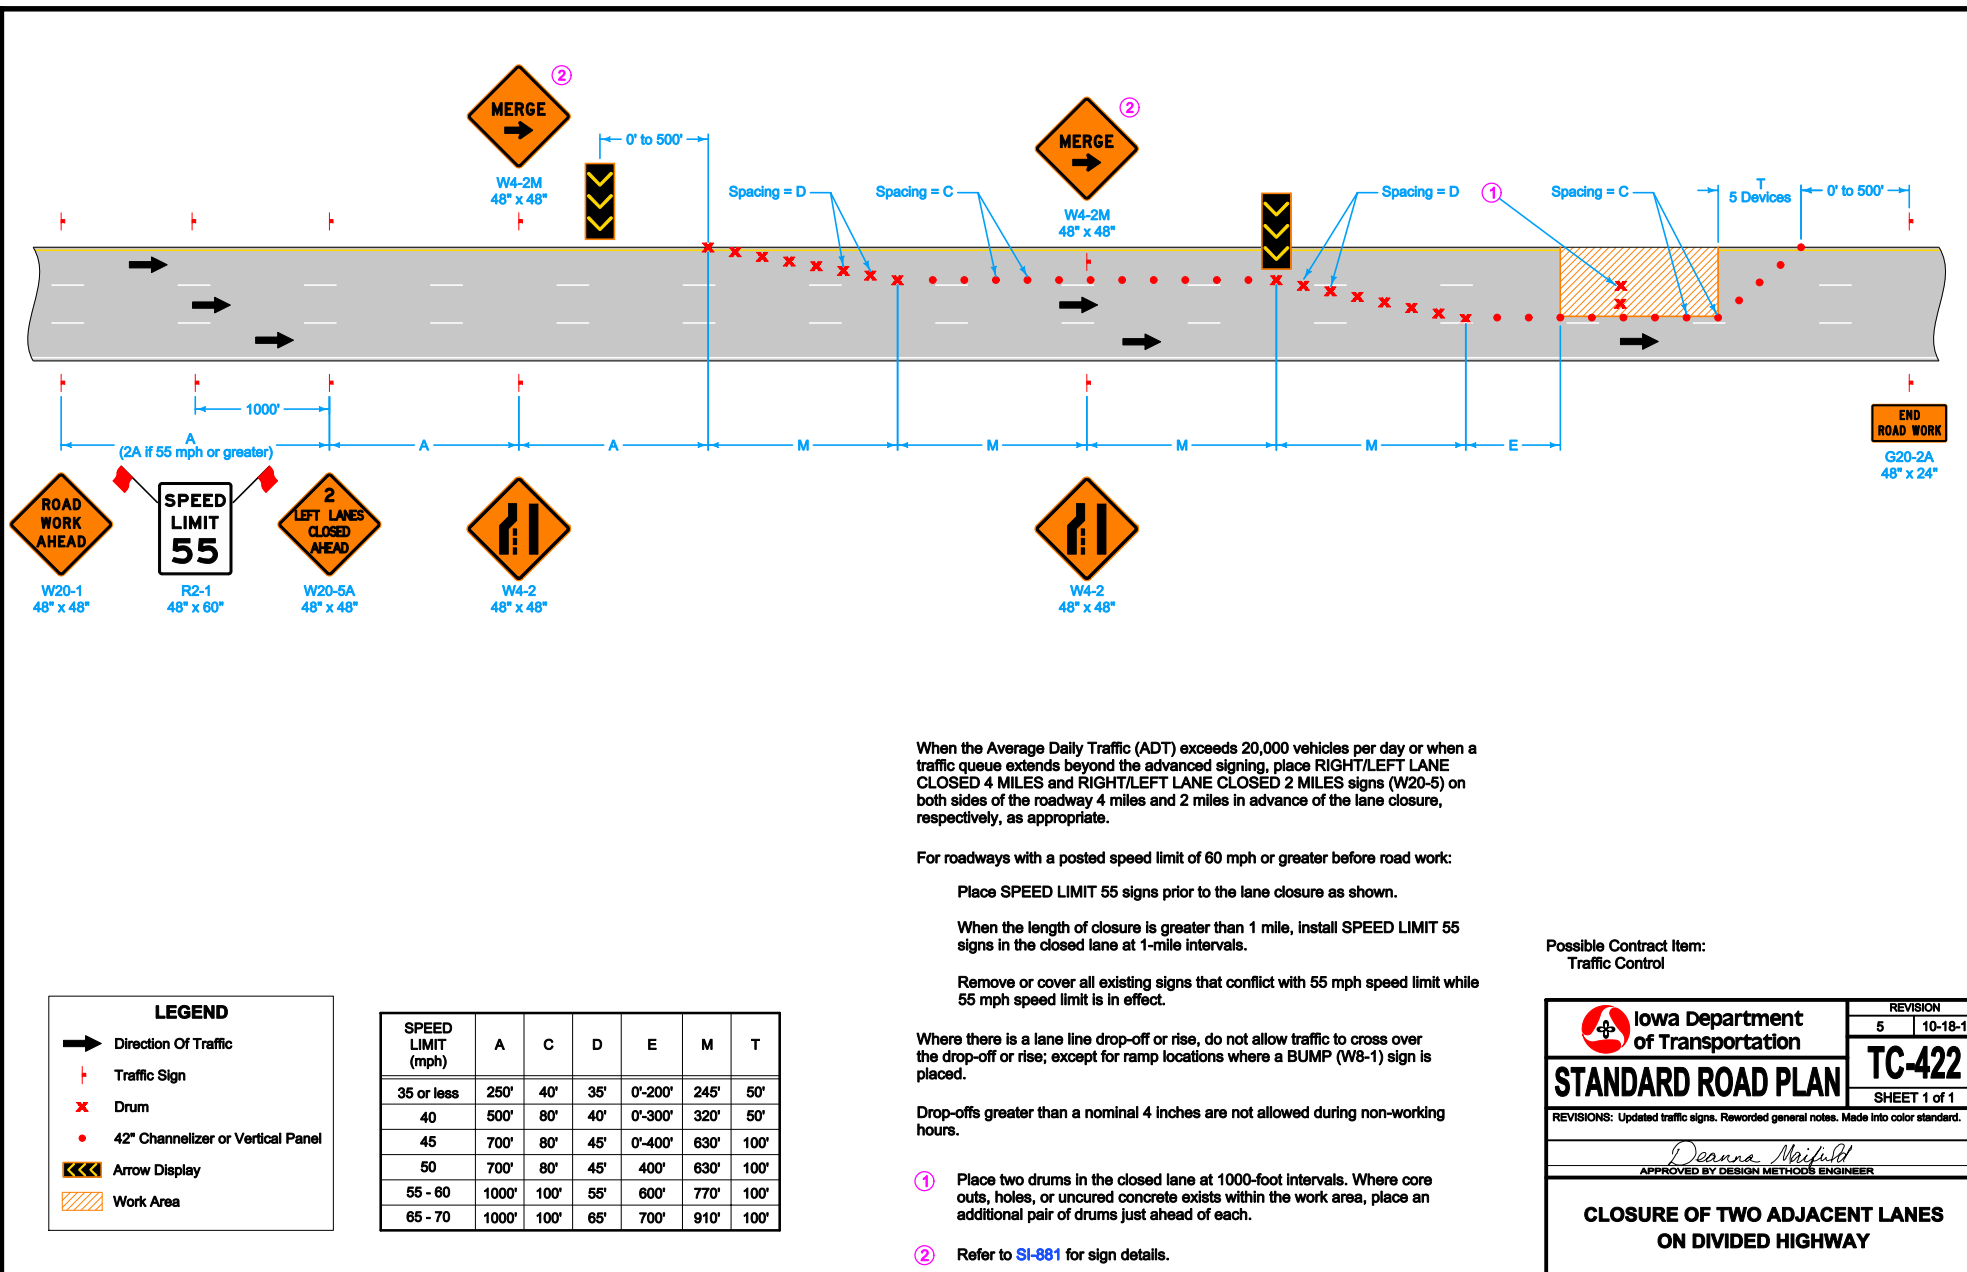 MERGE
2
W4-2M
48" x 48"
0' to 500'
Spacing = D
Spacing = C
MERGE
2
W4-2M
48" x 48"
Spacing = D
1
Spacing = C
T
5 Devices
0' to 500'
1000'
A
(2A if 55 mph or greater)
A
A
M
M
M
M
E
END
ROAD WORK
G20-2A
48" x 24"
ROAD
WORK
AHEAD
W20-1
48" x 48"
SPEED
LIMIT
55
R2-1
48" x 60"
2
LEFT LANES
CLOSED
AHEAD
W20-5A
48" x 48"
W4-2
48" x 48"
W4-2
48" x 48"
When the Average Daily Traffic (ADT) exceeds 20,000 vehicles per day or when a
traffic queue extends beyond the advanced signing, place RIGHT/LEFT LANE
CLOSED 4 MILES and RIGHT/LEFT LANE CLOSED 2 MILES signs (W20-5) on
both sides of the roadway 4 miles and 2 miles in advance of the lane closure,
respectively, as appropriate.
For roadways with a posted speed limit of 60 mph or greater before road work:
Place SPEED LIMIT 55 signs prior to the lane closure as shown.
When the length of closure is greater than 1 mile, install SPEED LIMIT 55
signs in the closed lane at 1-mile intervals.
Remove or cover all existing signs that conflict with 55 mph speed limit while
55 mph speed limit is in effect.
Where there is a lane line drop-off or rise, do not allow traffic to cross over
the drop-off or rise; except for ramp locations where a BUMP (W8-1) sign is
placed.
Drop-offs greater than a nominal 4 inches are not allowed during non-working
hours.
1 Place two drums in the closed lane at 1000-foot intervals. Where core
outs, holes, or uncured concrete exists within the work area, place an
additional pair of drums just ahead of each.
2 Refer to SI-881 for sign details.
LEGEND
Direction Of Traffic
Traffic Sign
Drum
42" Channelizer or Vertical Panel
Arrow Display
Work Area
SPEED LIMIT (mph) A C D E M T
35 or less 250' 40' 35' 0'-200' 245' 50'
40 500' 80' 40' 0'-300' 320' 50'
45 700' 80' 45' 0'-400' 630' 100'
50 700' 80' 45' 400' 630' 100'
55 - 60 1000' 100' 55' 600' 770' 100'
65 - 70 1000' 100' 65' 700' 910' 100'
Possible Contract Item:
Traffic Control
Iowa Department
of Transportation
REVISION
5 10-18-1
STANDARD ROAD PLAN
TC-422
SHEET 1 of 1
REVISIONS: Updated traffic signs. Reworded general notes. Made into color standard.
Deanna Maifield
APPROVED BY DESIGN METHODS ENGINEER
CLOSURE OF TWO ADJACENT LANES
ON DIVIDED HIGHWAY